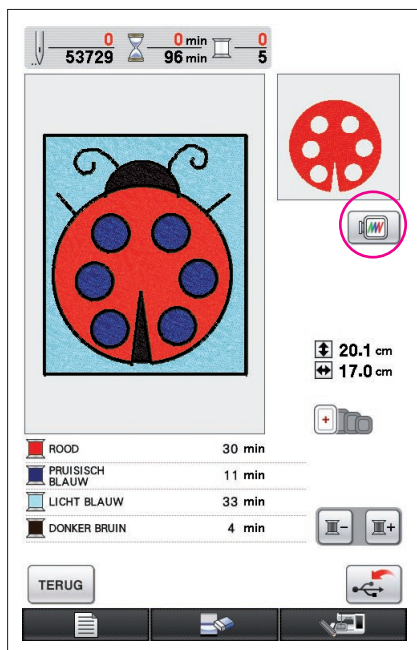 0 0 min 0
53729 96 min 5
20.1 cm
17.0 cm
ROOD 30 min
PRUISISCH
BLAUW 11 min
LICHT BLAUW 33 min
DONKER BRUIN 4 min
TERUG